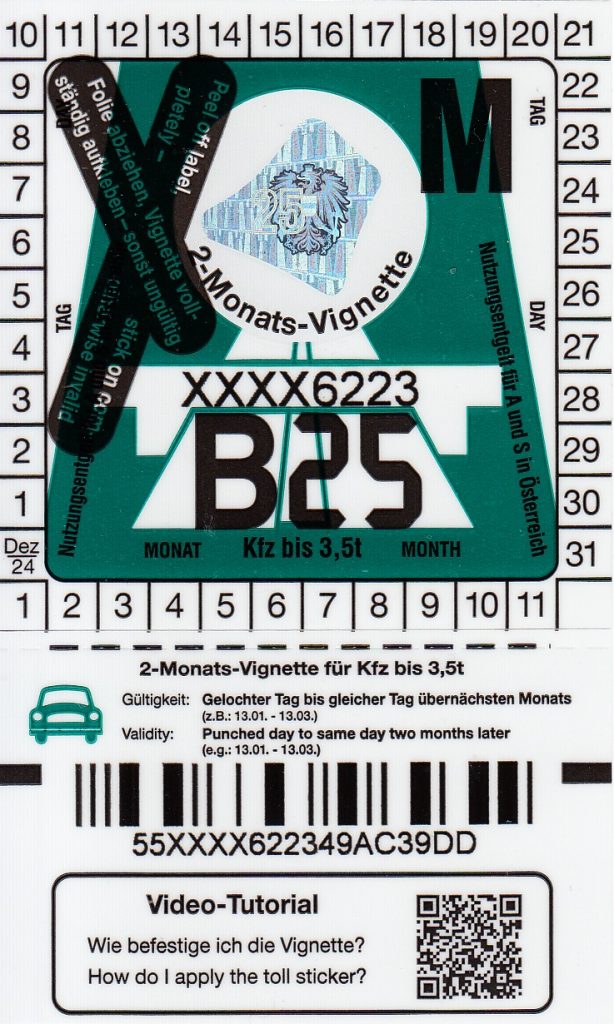 10 11 12 13 14 15 16 17 18 19 20 21
9 22
8 23
7 24
6 25
5 26
4 27
3 28
2 29
1 30
Dez
24
31
1 2 3 4 5 6 7 8 9 10 11
Peel off label,
stick on com
pletely –
otherwise invalid
Folie abziehen, Vignette voll-
ständig aufkleben – sonst ungültig
M
TAG
TAG
DAY
25
2-Monats-Vignette
XXXX6223
B25
Nutzungsentg
Nutzungsentgelt für A und S in Österreich
MONAT Kfz bis 3,5t MONTH
2-Monats-Vignette für Kfz bis 3,5t
Gültigkeit: Gelochter Tag bis gleicher Tag übernächsten Monats
(z.B.: 13.01. - 13.03.)
Validity: Punched day to same day two months later
(e.g.: 13.01. - 13.03.)
55XXXX622349AC39DD
Video-Tutorial
Wie befestige ich die Vignette?
How do I apply the toll sticker?